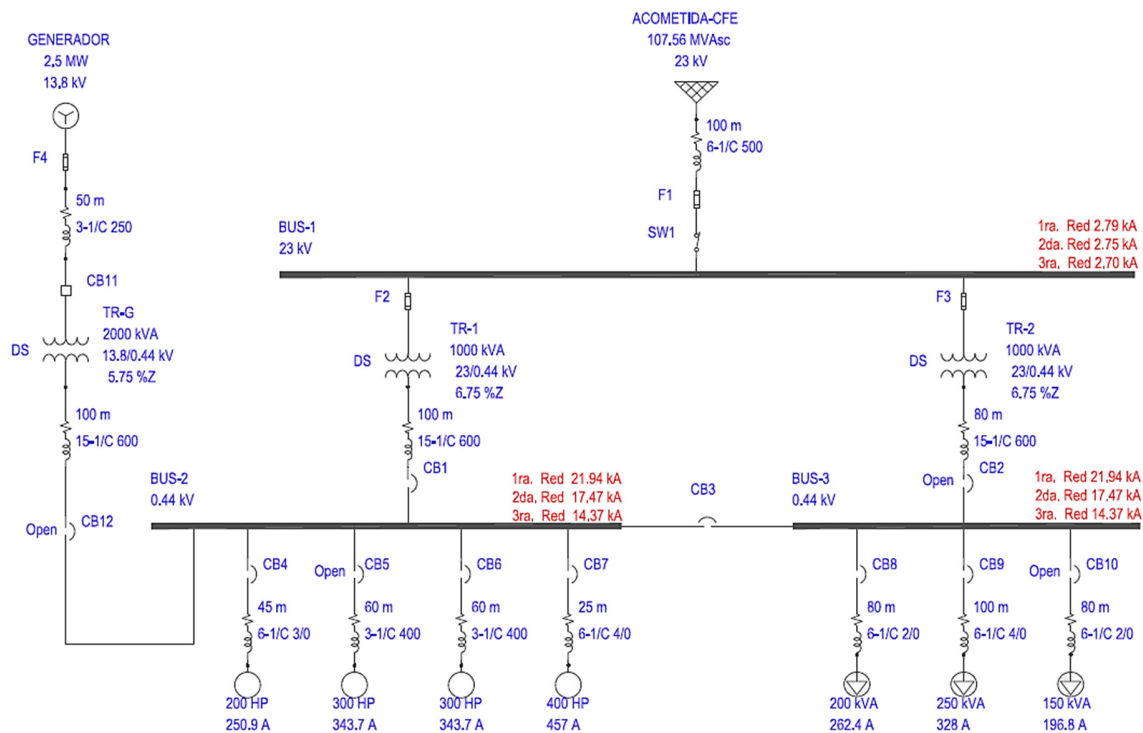 GENERADOR
2.5 MW
13.8 kV
ACOMETIDA-CFE
107.56 MVAsc
23 kV
F4
50 m
3-1/C 250
CB11
TR-G
2000 kVA
13.8/0.44 kV
5.75 %Z
DS
100 m
15-1/C 600
Open
CB12
100 m
6-1/C 500
F1
SW1
BUS-1
23 kV
1ra. Red 2.79 kA
2da. Red 2.75 kA
3ra. Red 2.70 kA
F2
TR-1
1000 kVA
23/0.44 kV
6.75 %Z
DS
100 m
15-1/C 600
CB1
F3
TR-2
1000 kVA
23/0.44 kV
6.75 %Z
DS
80 m
15-1/C 600
CB2
Open
BUS-2
0.44 kV
1ra. Red 21.94 kA
2da. Red 17.47 kA
3ra. Red 14.37 kA
CB3
BUS-3
0.44 kV
1ra. Red 21.94 kA
2da. Red 17.47 kA
3ra. Red 14.37 kA
CB4
45 m
6-1/C 3/0
200 HP
250.9 A
Open
CB5
60 m
3-1/C 400
300 HP
343.7 A
CB6
60 m
3-1/C 400
300 HP
343.7 A
CB7
25 m
6-1/C 4/0
400 HP
457 A
CB8
80 m
6-1/C 2/0
200 kVA
262.4 A
CB9
100 m
6-1/C 4/0
250 kVA
328 A
Open
CB10
80 m
6-1/C 2/0
150 kVA
196.8 A